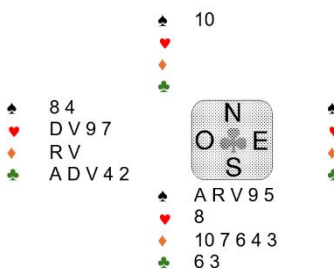 ♠ 10
♥
♦
♣
♠ 8 4
♥ D V 9 7
♦ R V
♣ A D V 4 2
N
O E
S
♠
♥
♦
♠ A R V 9 5
♥ 8
♦ 10 7 6 4 3
♣ 6 3